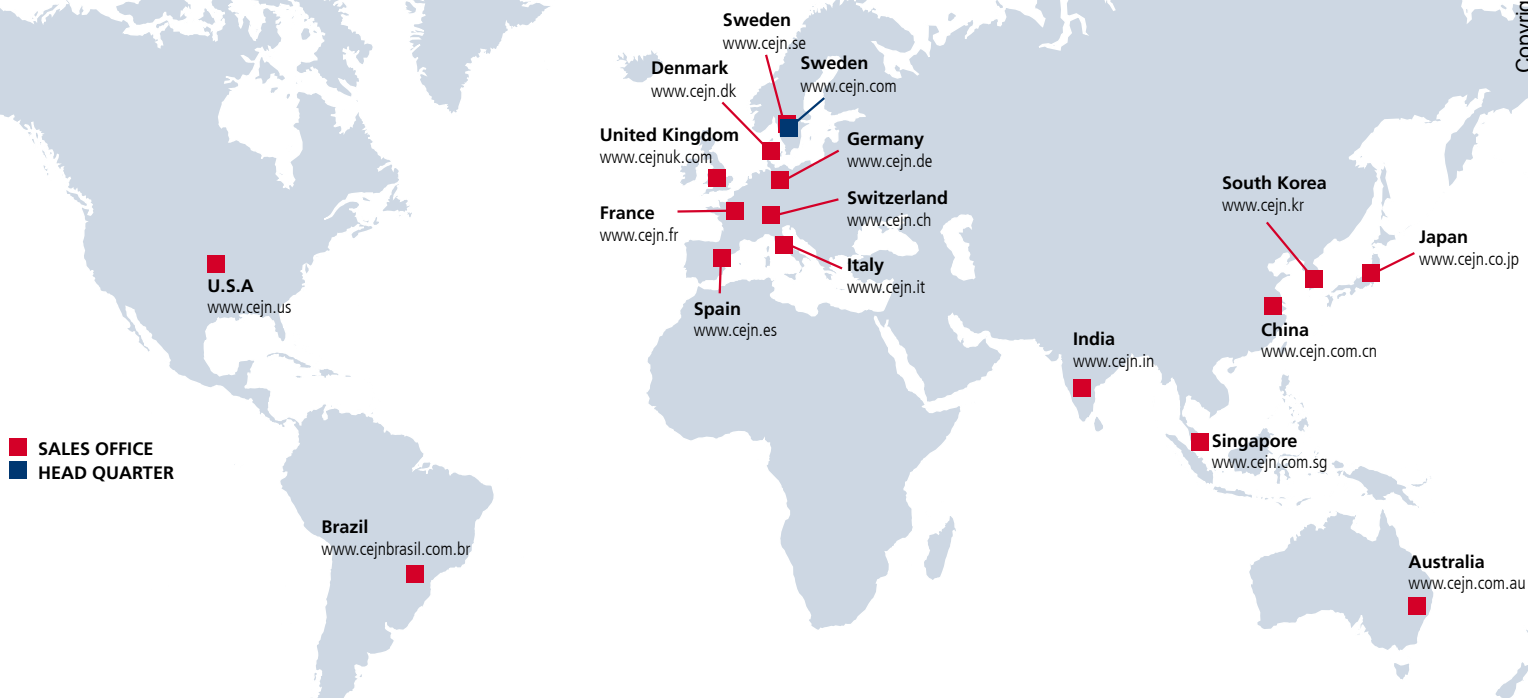 Sweden
www.cejn.se
Sweden
www.cejn.com
Denmark
www.cejn.dk
United Kingdom
www.cejnuk.com
Germany
www.cejn.de
Switzerland
www.cejn.ch
France
www.cejn.fr
Italy
www.cejn.it
Spain
www.cejn.es
U.S.A
www.cejn.us
South Korea
www.cejn.kr
Japan
www.cejn.co.jp
China
www.cejn.com.cn
India
www.cejn.in
Singapore
www.cejn.com.sg
SALES OFFICE
HEAD QUARTER
Brazil
www.cejnbrasil.com.br
Australia
www.cejn.com.au